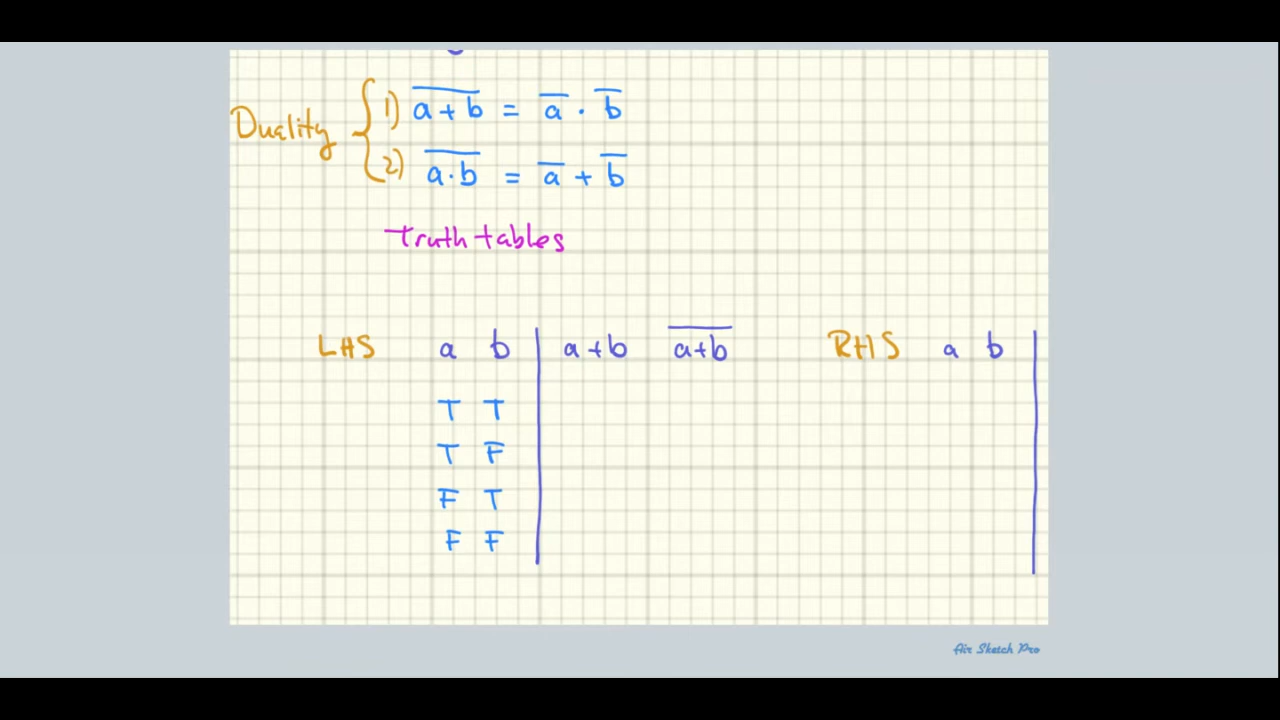 Duality
1) a̅ ̅+̅ ̅b̅ = a̅ · b̅
2) a̅ ̅·̅ ̅b̅ = a̅ + b̅
Truth tables
LHS a b | a+b a̅+̅b̅ RHS a b |
T T
T F
F T
F F
Air Sketch Pro